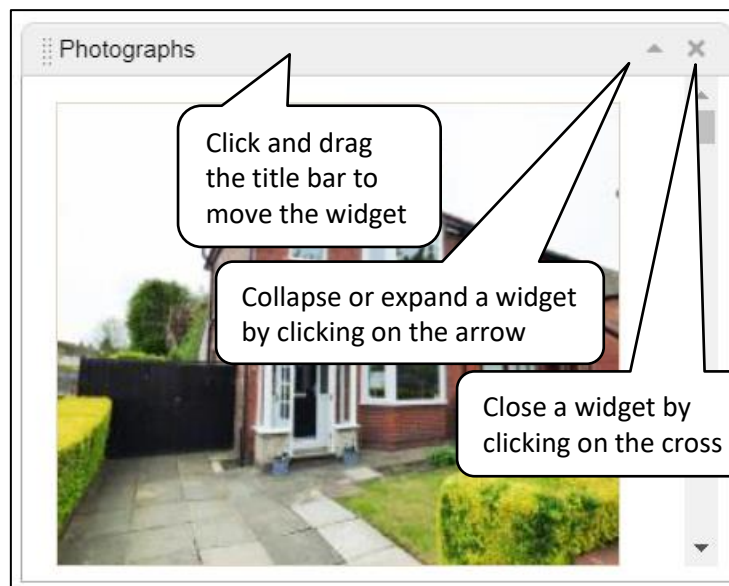 Photographs
Click and drag
the title bar to
move the widget
Collapse or expand a widget
by clicking on the arrow
Close a widget by
clicking on the cross